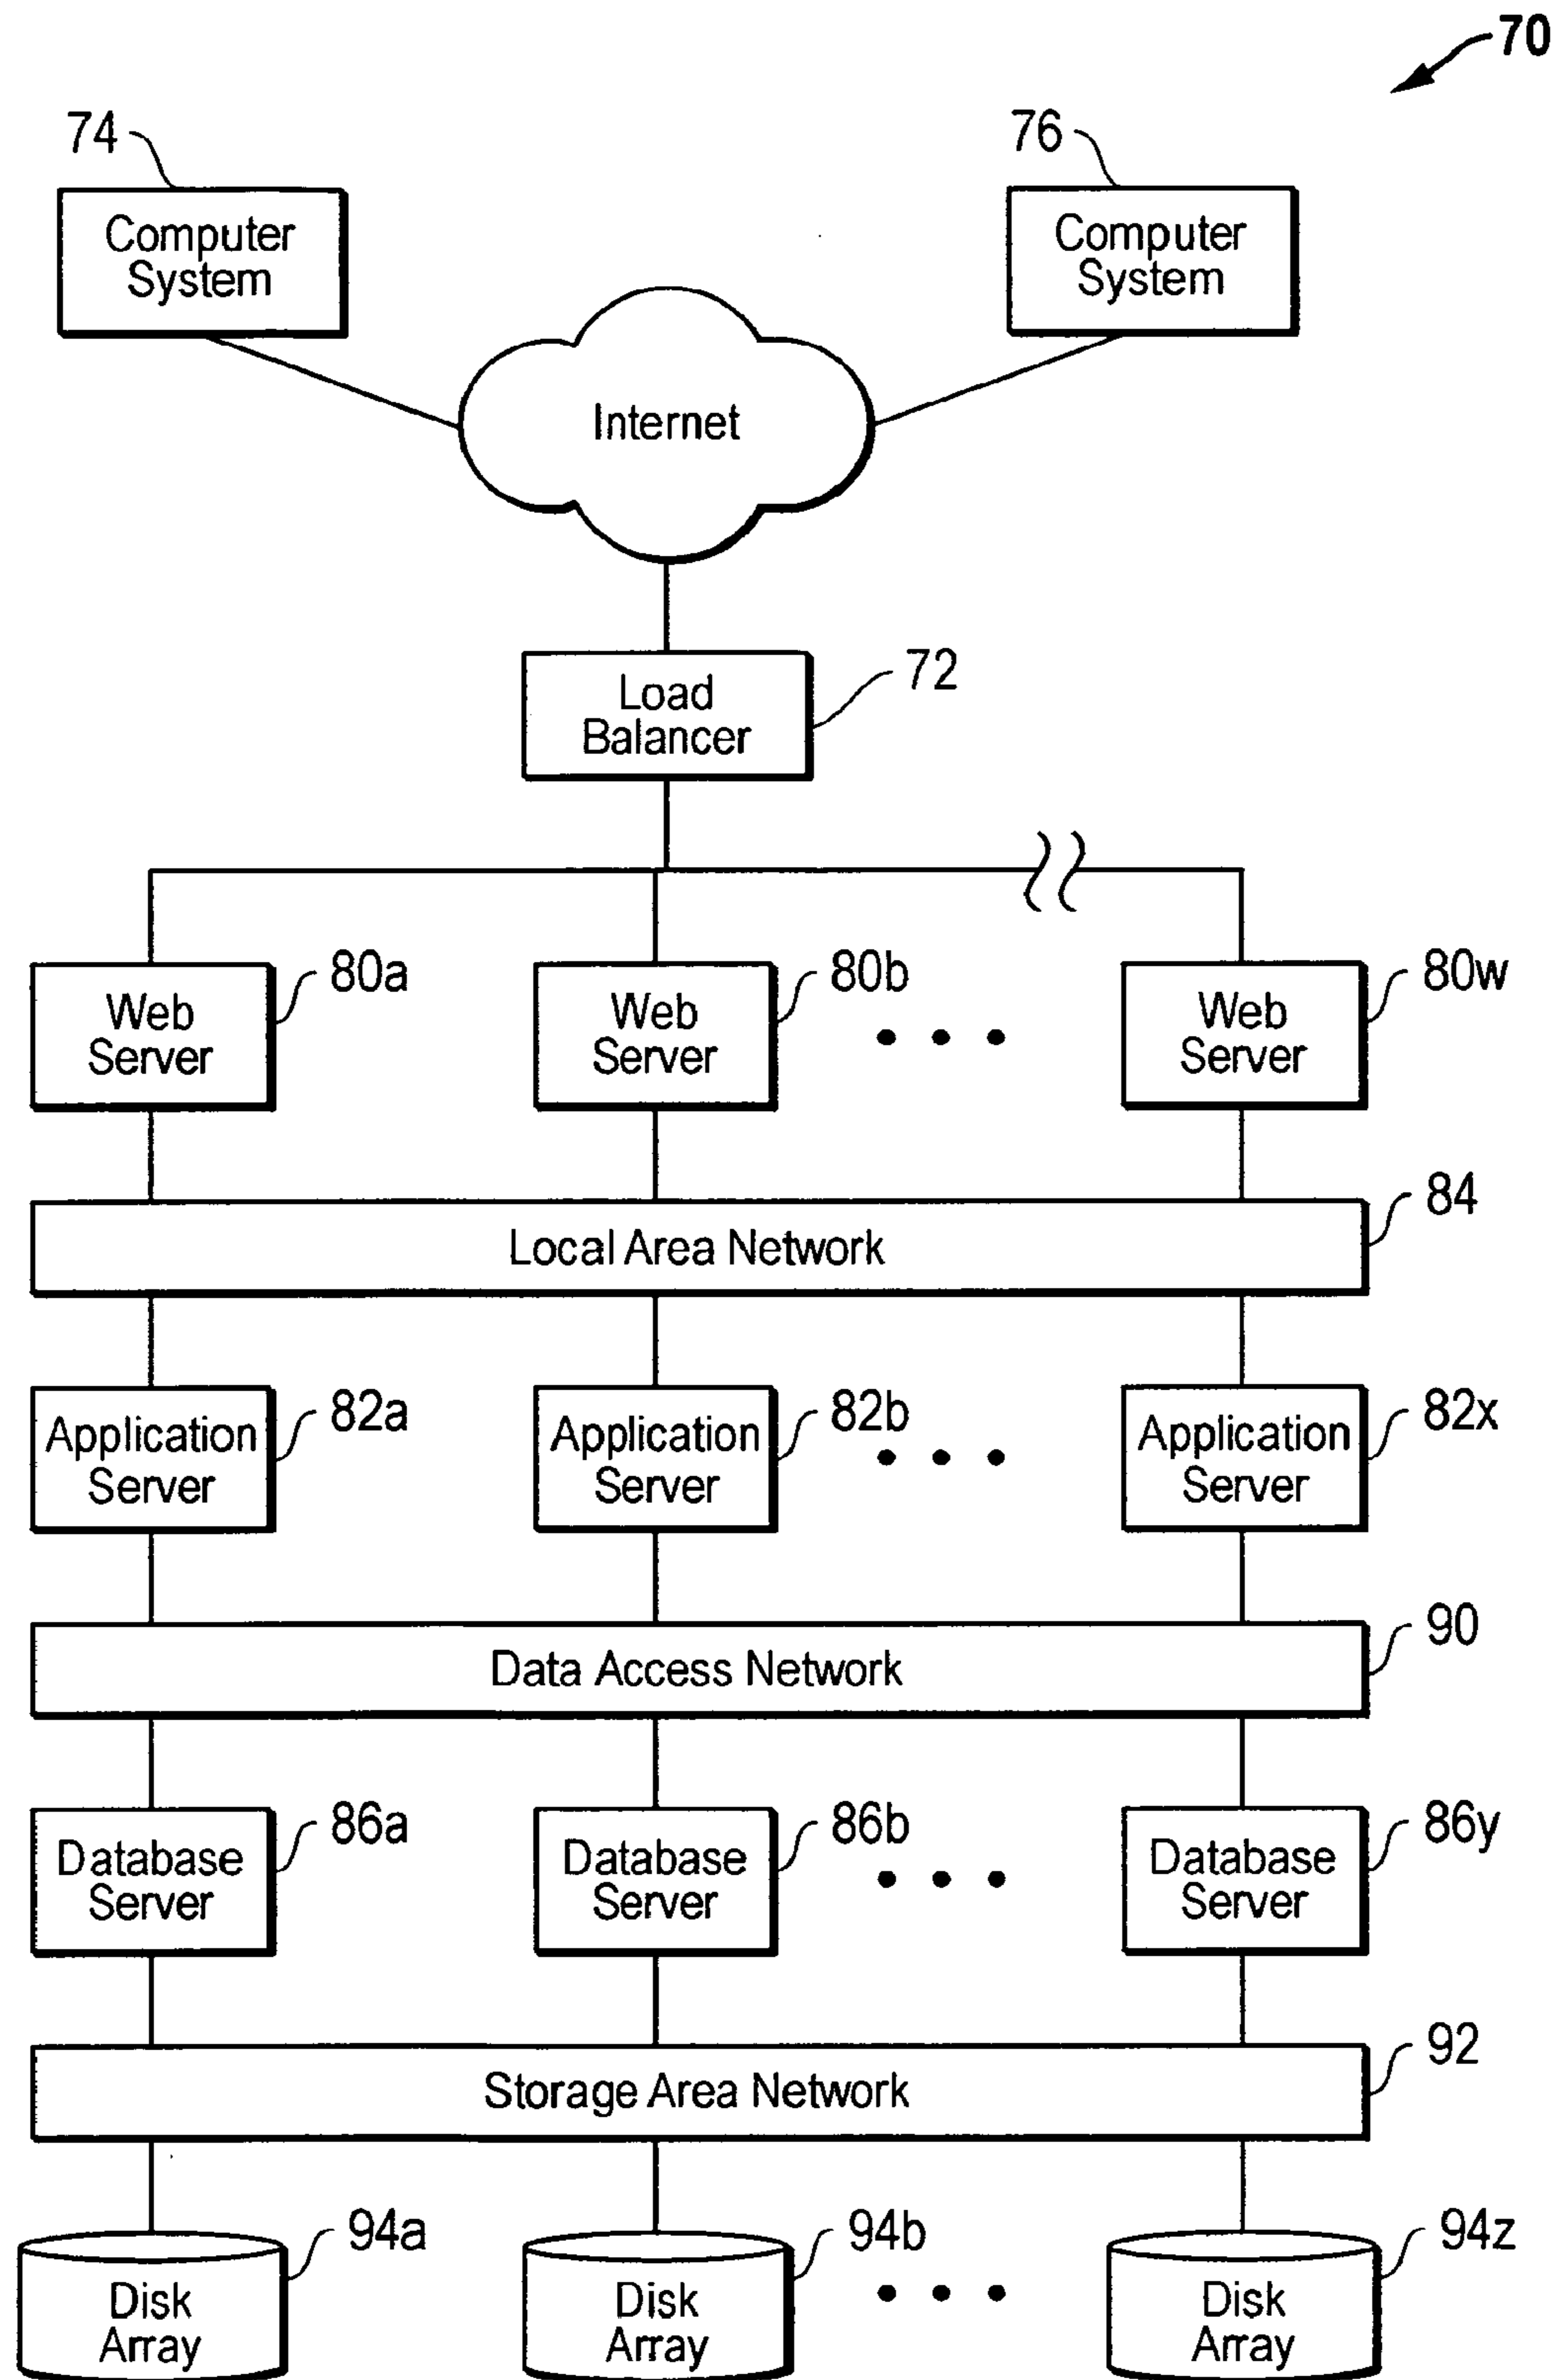 70
74
76
Computer
System
Computer
System
Internet
72
Load
Balancer
80a
80b
80w
Web
Server
Web
Server
Web
Server
84
Local Area Network
82a
82b
82x
Application
Server
Application
Server
Application
Server
90
Data Access Network
86a
86b
86y
Database
Server
Database
Server
Database
Server
92
Storage Area Network
94a
94b
94z
Disk
Array
Disk
Array
Disk
Array